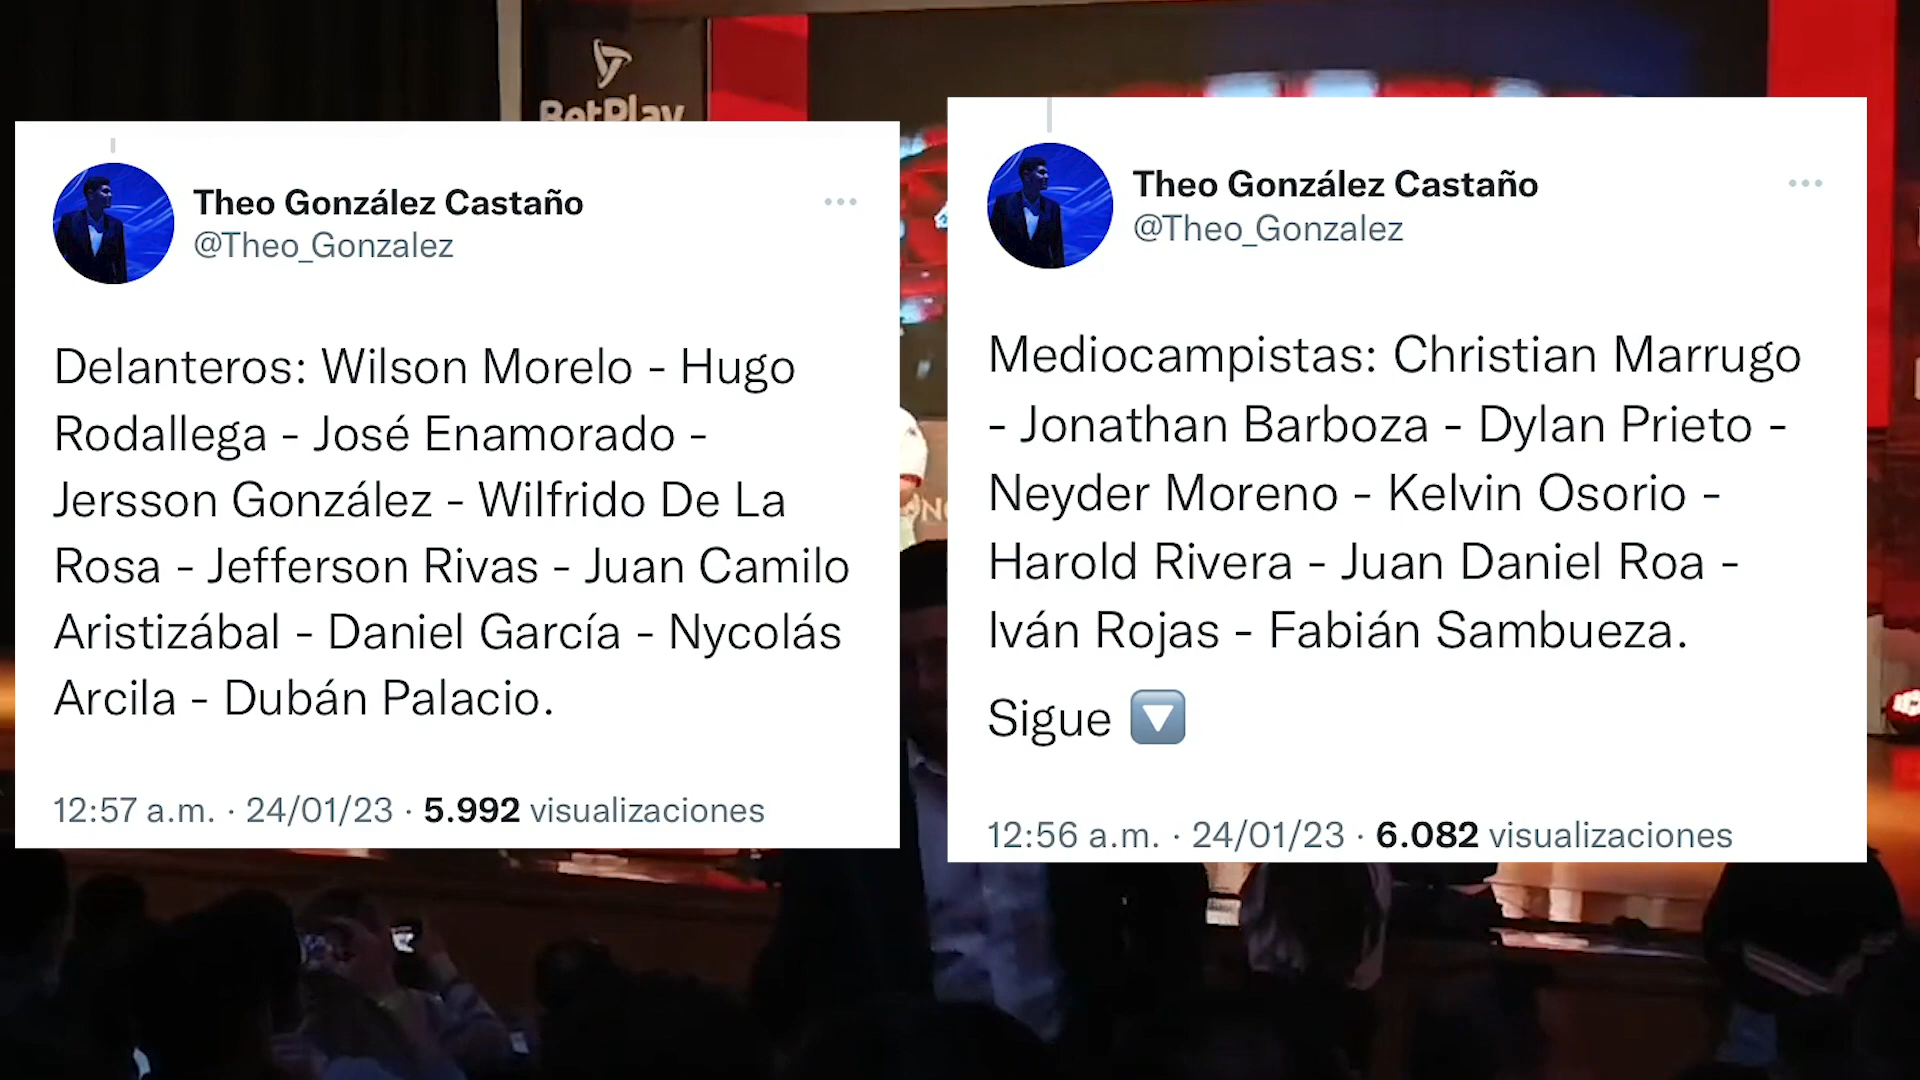 BetPlay
Theo González Castaño
@Theo_Gonzalez
Delanteros: Wilson Morelo - Hugo
Rodallega - José Enamorado -
Jersson González - Wilfrido De La
Rosa - Jefferson Rivas - Juan Camilo
Aristizábal - Daniel García - Nycolás
Arcila - Dubán Palacio.
12:57 a.m. · 24/01/23 · 5.992 visualizaciones
Theo González Castaño
@Theo_Gonzalez
Mediocampistas: Christian Marrugo
- Jonathan Barboza - Dylan Prieto -
Neyder Moreno - Kelvin Osorio -
Harold Rivera - Juan Daniel Roa -
Iván Rojas - Fabián Sambueza.
Sigue
12:56 a.m. · 24/01/23 · 6.082 visualizaciones